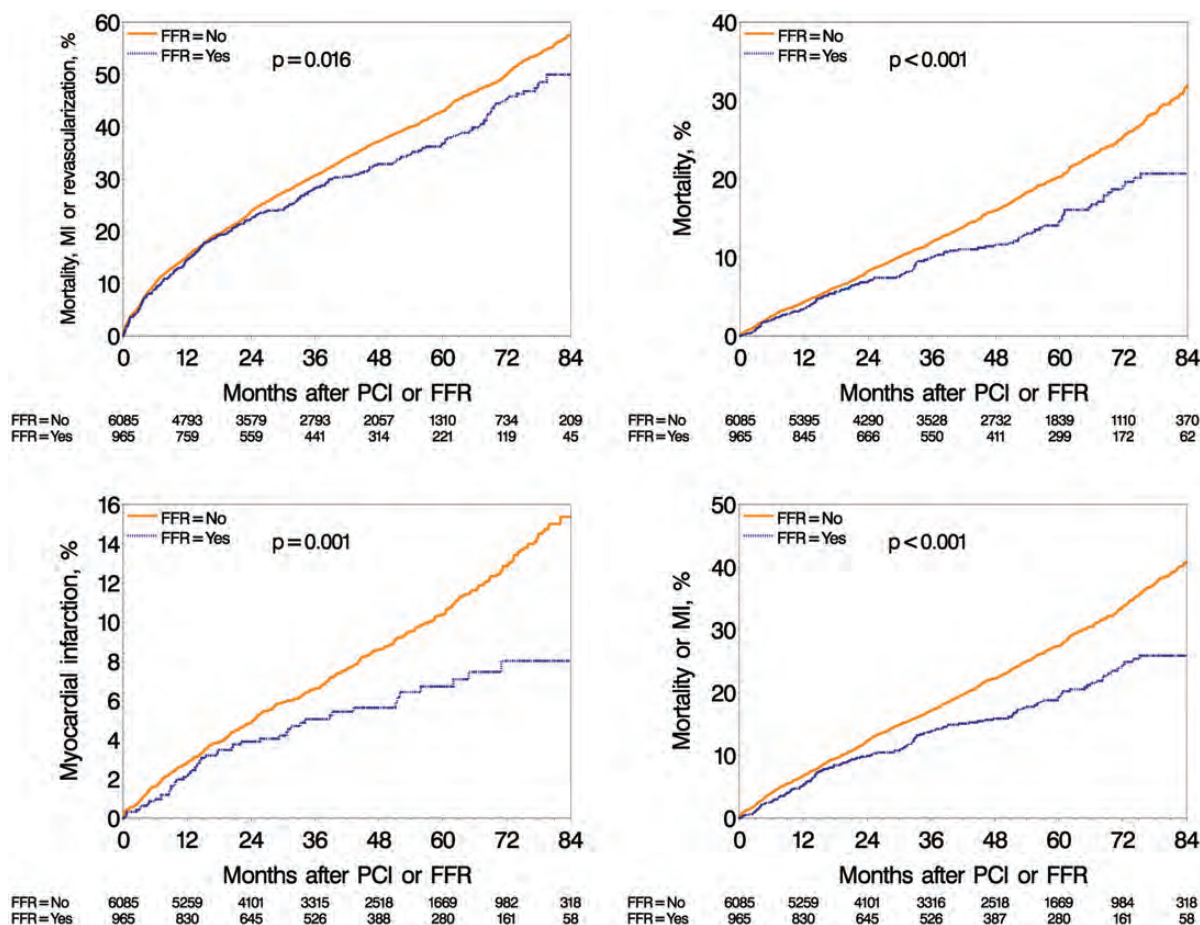 60
50
40
30
20
10
0
Mortality, MI or revascularization, %
FFR=No
FFR=Yes
p=0.016
0 12 24 36 48 60 72 84
Months after PCI or FFR
FFR=No 6085 4793 3579 2793 2057 1310 734 209
FFR=Yes 965 759 559 441 314 221 119 45
40
30
20
10
0
Mortality, %
FFR=No
FFR=Yes
p<0.001
0 12 24 36 48 60 72 84
Months after PCI or FFR
FFR=No 6085 5395 4290 3528 2732 1839 1110 370
FFR=Yes 965 845 666 550 411 299 172 62
16
14
12
10
8
6
4
2
0
Myocardial infarction, %
FFR=No
FFR=Yes
p=0.001
0 12 24 36 48 60 72 84
Months after PCI or FFR
FFR=No 6085 5259 4101 3315 2518 1669 982 318
FFR=Yes 965 830 645 526 388 280 161 58
50
40
30
20
10
0
Mortality or MI, %
FFR=No
FFR=Yes
p<0.001
0 12 24 36 48 60 72 84
Months after PCI or FFR
FFR=No 6085 5259 4101 3316 2518 1669 984 318
FFR=Yes 965 830 645 526 387 280 161 58